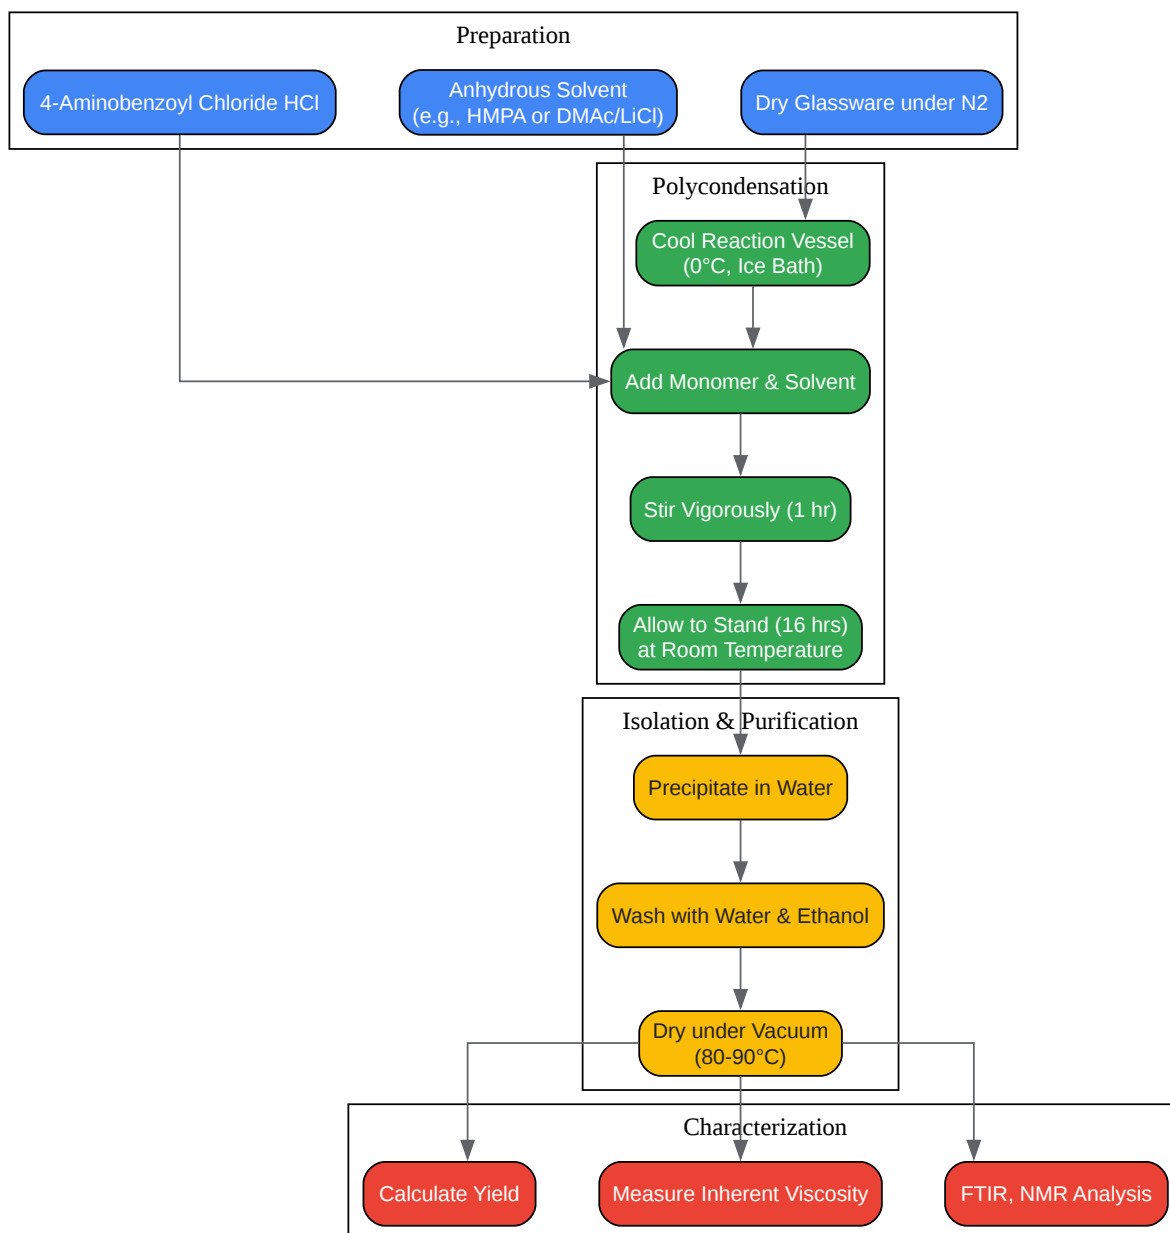 Preparation
4-Aminobenzoyl Chloride HCl
Anhydrous Solvent
(e.g., HMPA or DMAc/LiCl)
Dry Glassware under N2
Polycondensation
Cool Reaction Vessel
(0°C, Ice Bath)
Add Monomer & Solvent
Stir Vigorously (1 hr)
Allow to Stand (16 hrs)
at Room Temperature
Isolation & Purification
Precipitate in Water
Wash with Water & Ethanol
Dry under Vacuum
(80-90°C)
Characterization
Calculate Yield
Measure Inherent Viscosity
FTIR, NMR Analysis